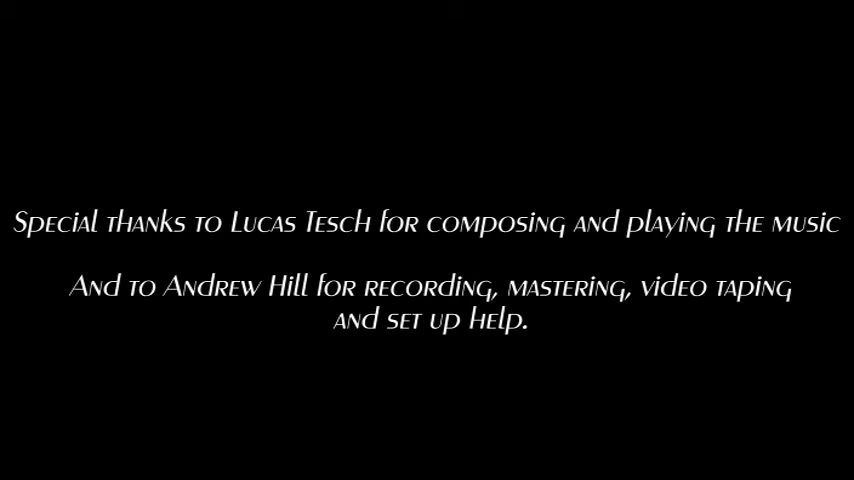 Special thanks to Lucas Tesch for composing and playing the music
And to Andrew Hill for recording, mastering, video taping
and set up help.